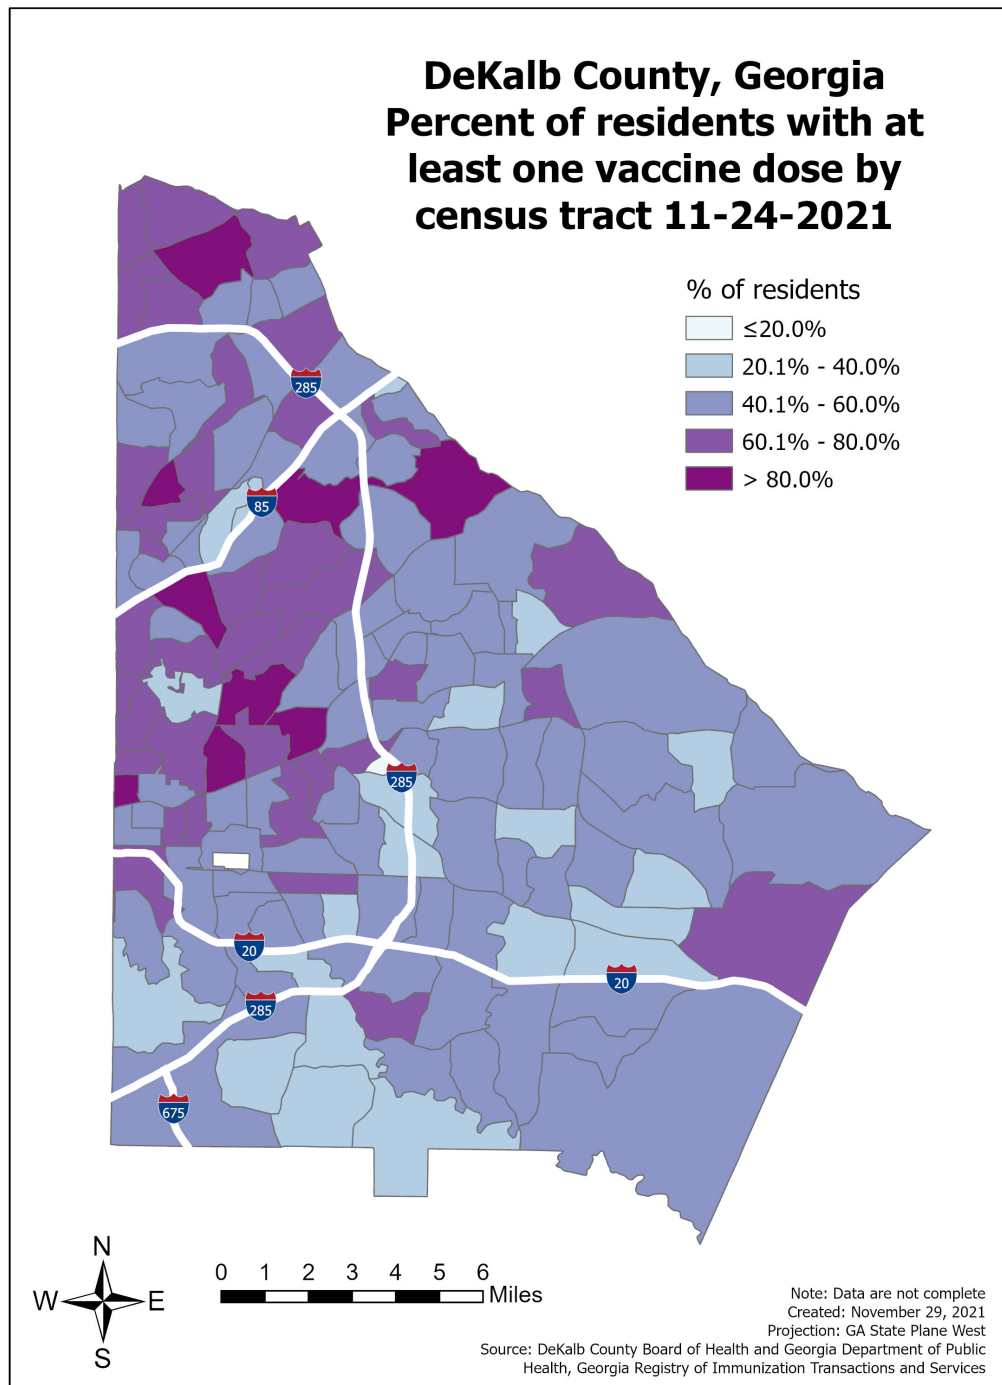 DeKalb County, Georgia
Percent of residents with at
least one vaccine dose by
census tract 11-24-2021
% of residents
≤20.0%
20.1% - 40.0%
40.1% - 60.0%
60.1% - 80.0%
> 80.0%
285
85
285
20
20
285
675
N
W E
S
0 1 2 3 4 5 6
Miles
Note: Data are not complete
Created: November 29, 2021
Projection: GA State Plane West
Source: DeKalb County Board of Health and Georgia Department of Public
Health, Georgia Registry of Immunization Transactions and Services